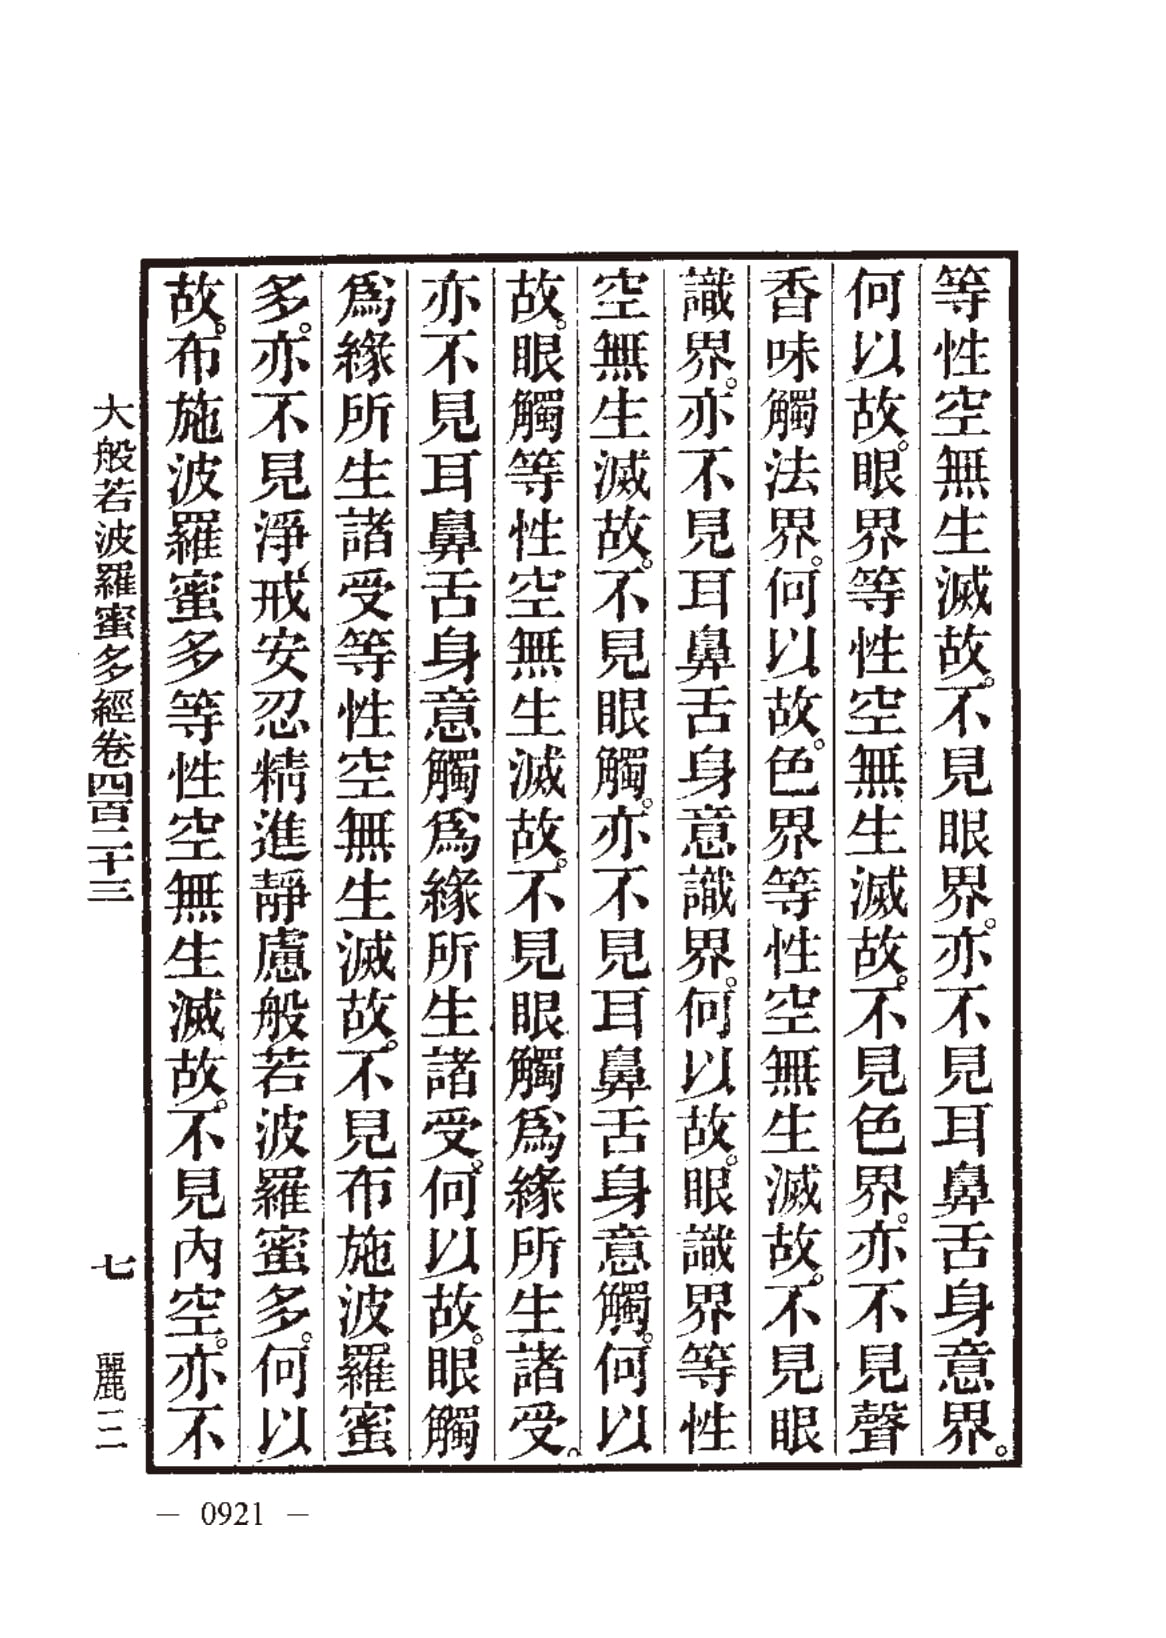 等性空無生滅故。不見眼界。亦不見耳鼻舌身意界。
何以故。眼界等性空無生滅故。不見色界。亦不見聲
香味觸法界。何以故。色界等性空無生滅故。不見眼
識界。亦不見耳鼻舌身意識界。何以故。眼識界等性
空無生滅故。不見眼觸。亦不見耳鼻舌身意觸。何以
故。眼觸等性空無生滅故。不見眼觸爲緣所生諸受。
亦不見耳鼻舌身意觸爲緣所生諸受。何以故。眼觸
爲緣所生諸受等性空無生滅故。不見布施波羅蜜
多。亦不見淨戒安忍精進靜慮般若波羅蜜多。何以
故。布施波羅蜜多等性空無生滅故。不見內空。亦不
大般若波羅蜜多經卷四百二十三 七 麗二
— 0921 —